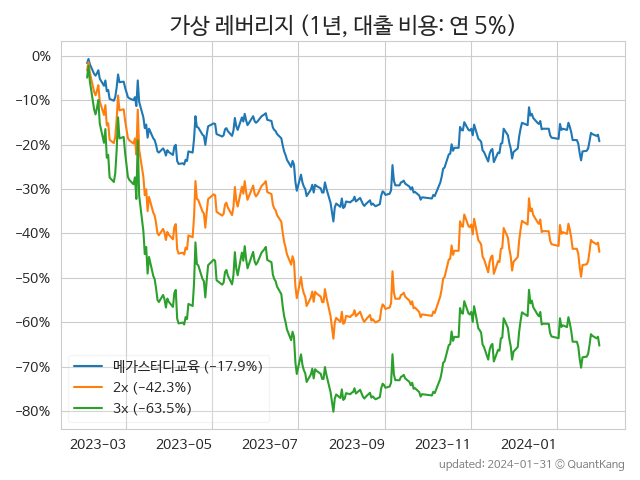 가상 레버리지 (1년, 대출 비용: 연 5%)
0%
−10%
−20%
−30%
−40%
−50%
−60%
−70%
−80%
메가스터디교육 (−17.9%)
2x (−42.3%)
3x (−63.5%)
2023-03 2023-05 2023-07 2023-09 2023-11 2024-01
updated: 2024-01-31 © QuantKang